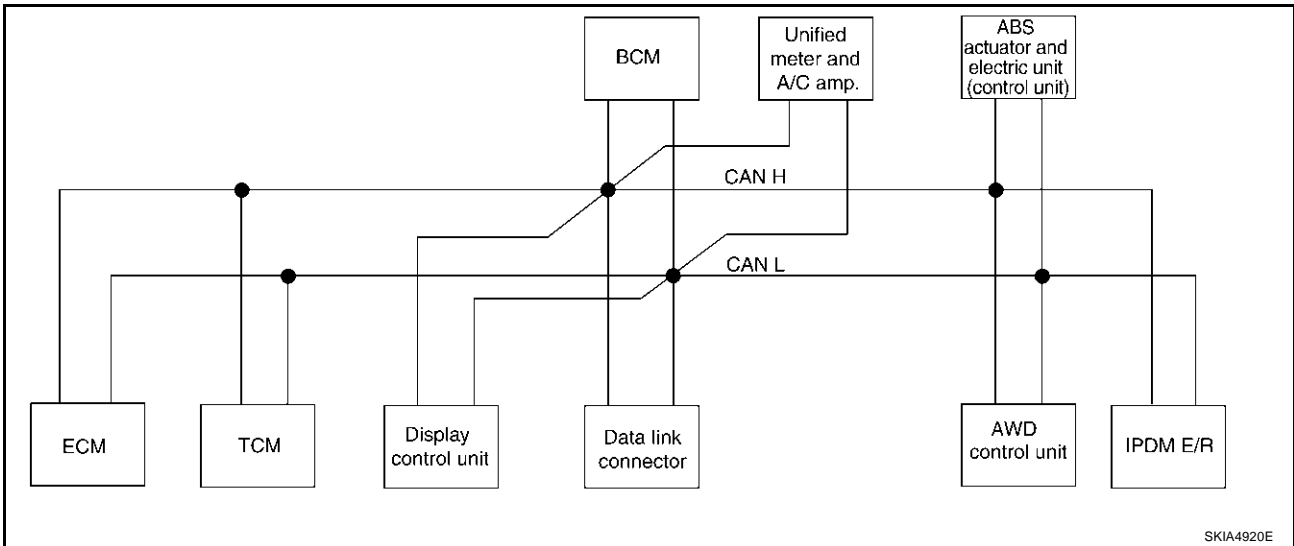 BCM
Unified
meter and
A/C amp.
ABS
actuator and
electric unit
(control unit)
CAN H
CAN L
ECM
TCM
Display
control unit
Data link
connector
AWD
control unit
IPDM E/R
SKIA4920E